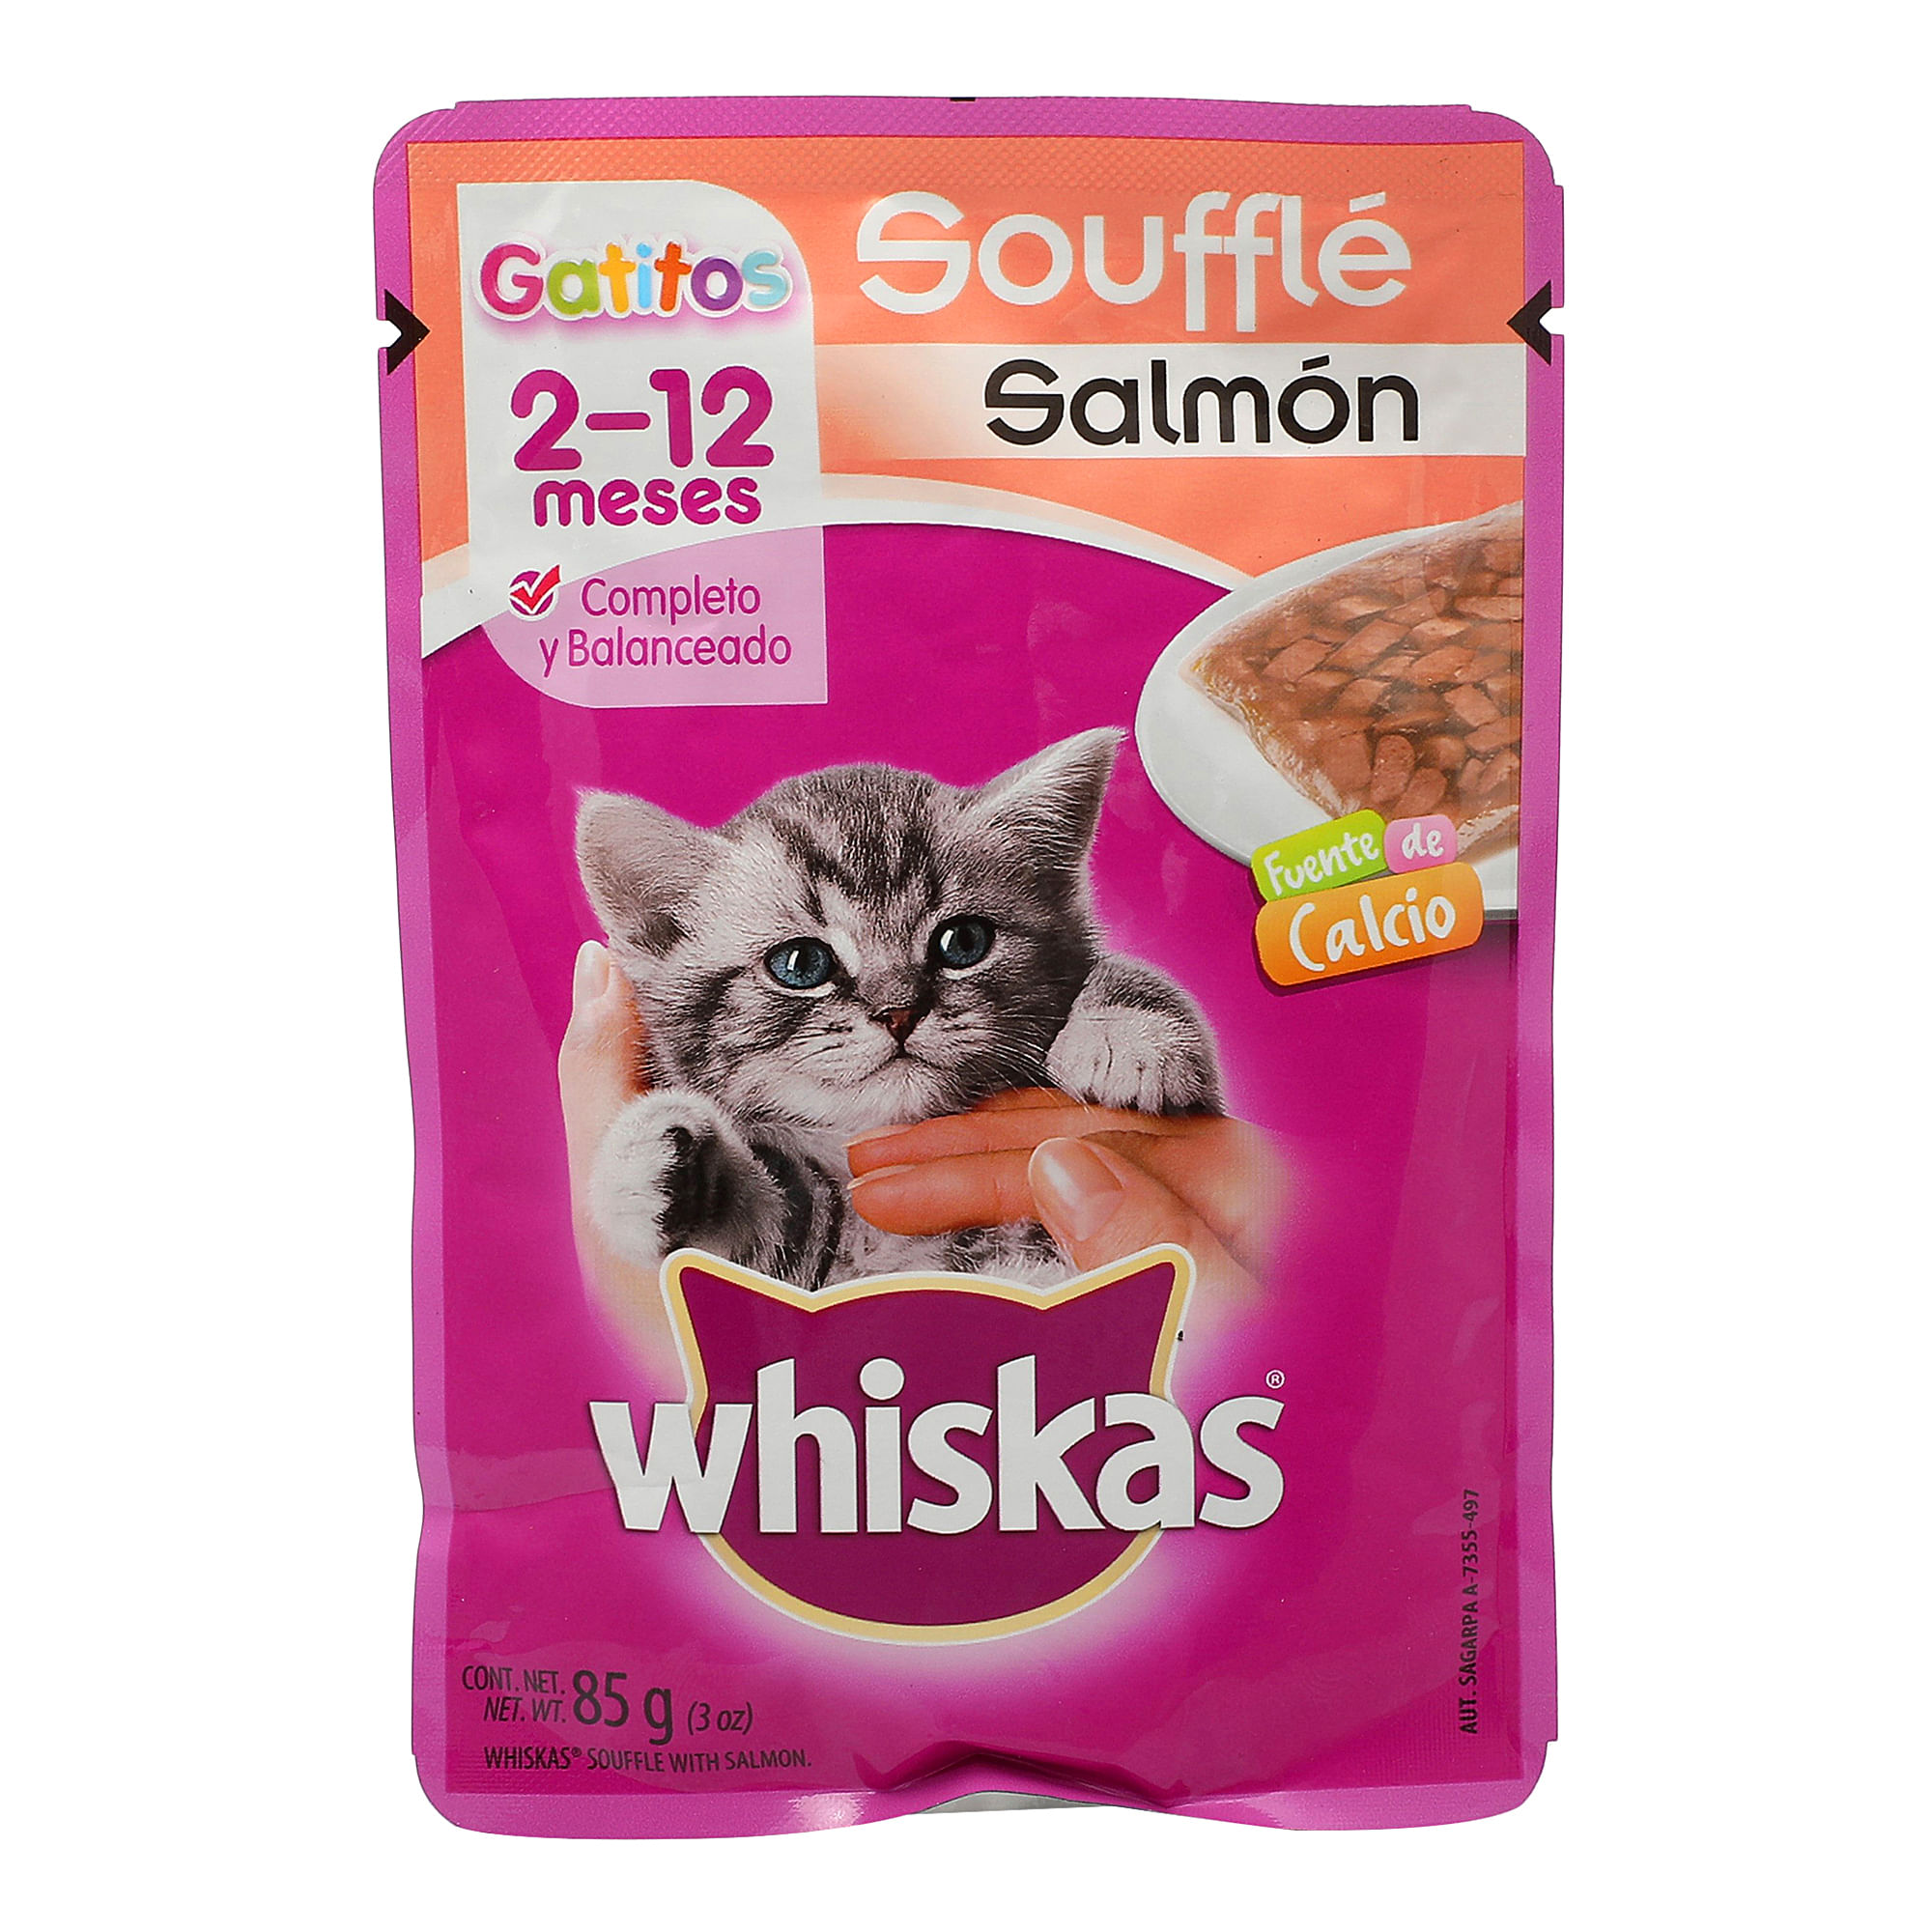 Gatitos
2-12
meses
Completo
y Balanceado
Soufflé
Salmón
Fuente de
Calcio
whiskas®
CONT. NET.
NET. WT. 85 g (3 oz)
WHISKAS® SOUFFLE WITH SALMON.
AUT. SAGARPA A-7355-497